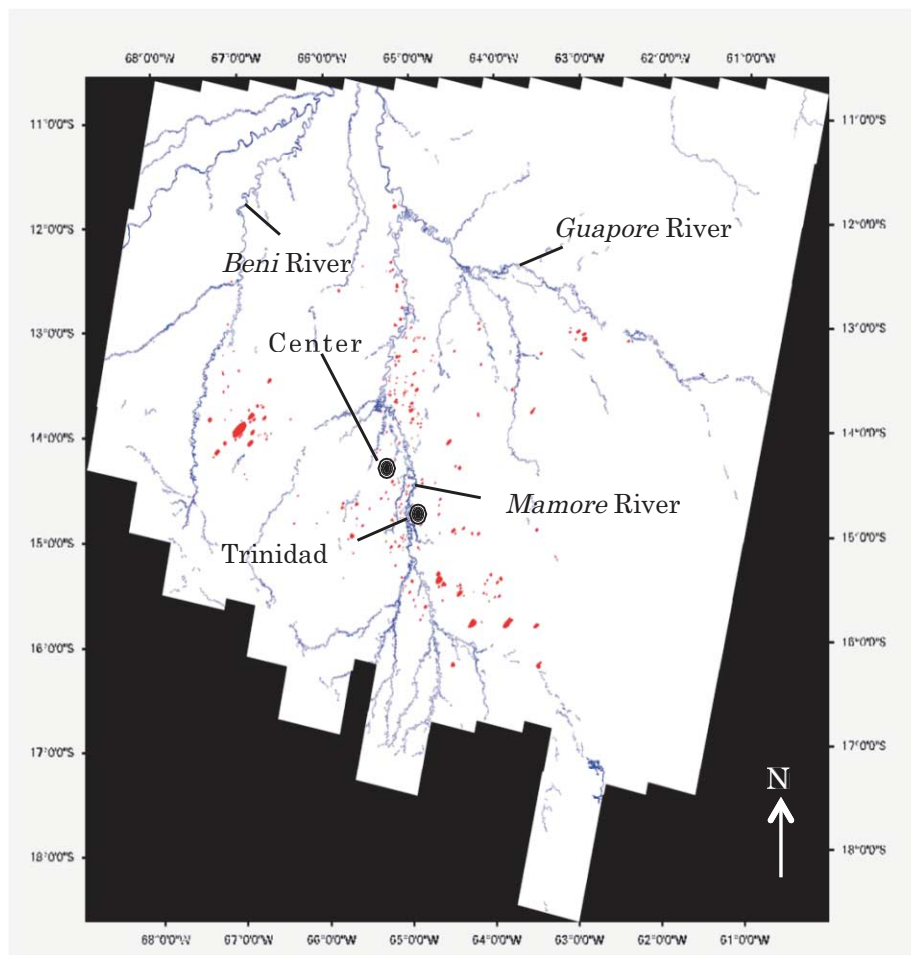 68°0'0"W 67°0'0"W 66°0'0"W 65°0'0"W 64°0'0"W 63°0'0"W 62°0'0"W 61°0'0"W
11°0'0"S 11°0'0"S
12°0'0"S 12°0'0"S
Guapore River
Beni River
13°0'0"S 13°0'0"S
Center
14°0'0"S 14°0'0"S
Mamore River
15°0'0"S 15°0'0"S
Trinidad
16°0'0"S 16°0'0"S
17°0'0"S 17°0'0"S
N
18°0'0"S 18°0'0"S
68°0'0"W 67°0'0"W 66°0'0"W 65°0'0"W 64°0'0"W 63°0'0"W 62°0'0"W 61°0'0"W